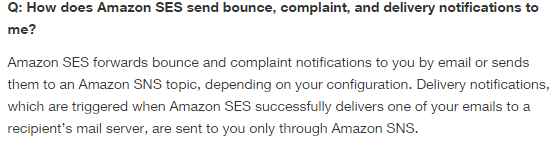 Q: How does Amazon SES send bounce, complaint, and delivery notifications to
me?
Amazon SES forwards bounce and complaint notifications to you by email or sends
them to an Amazon SNS topic, depending on your configuration. Delivery notifications,
which are triggered when Amazon SES successfully delivers one of your emails to a
recipient's mail server, are sent to you only through Amazon SNS.